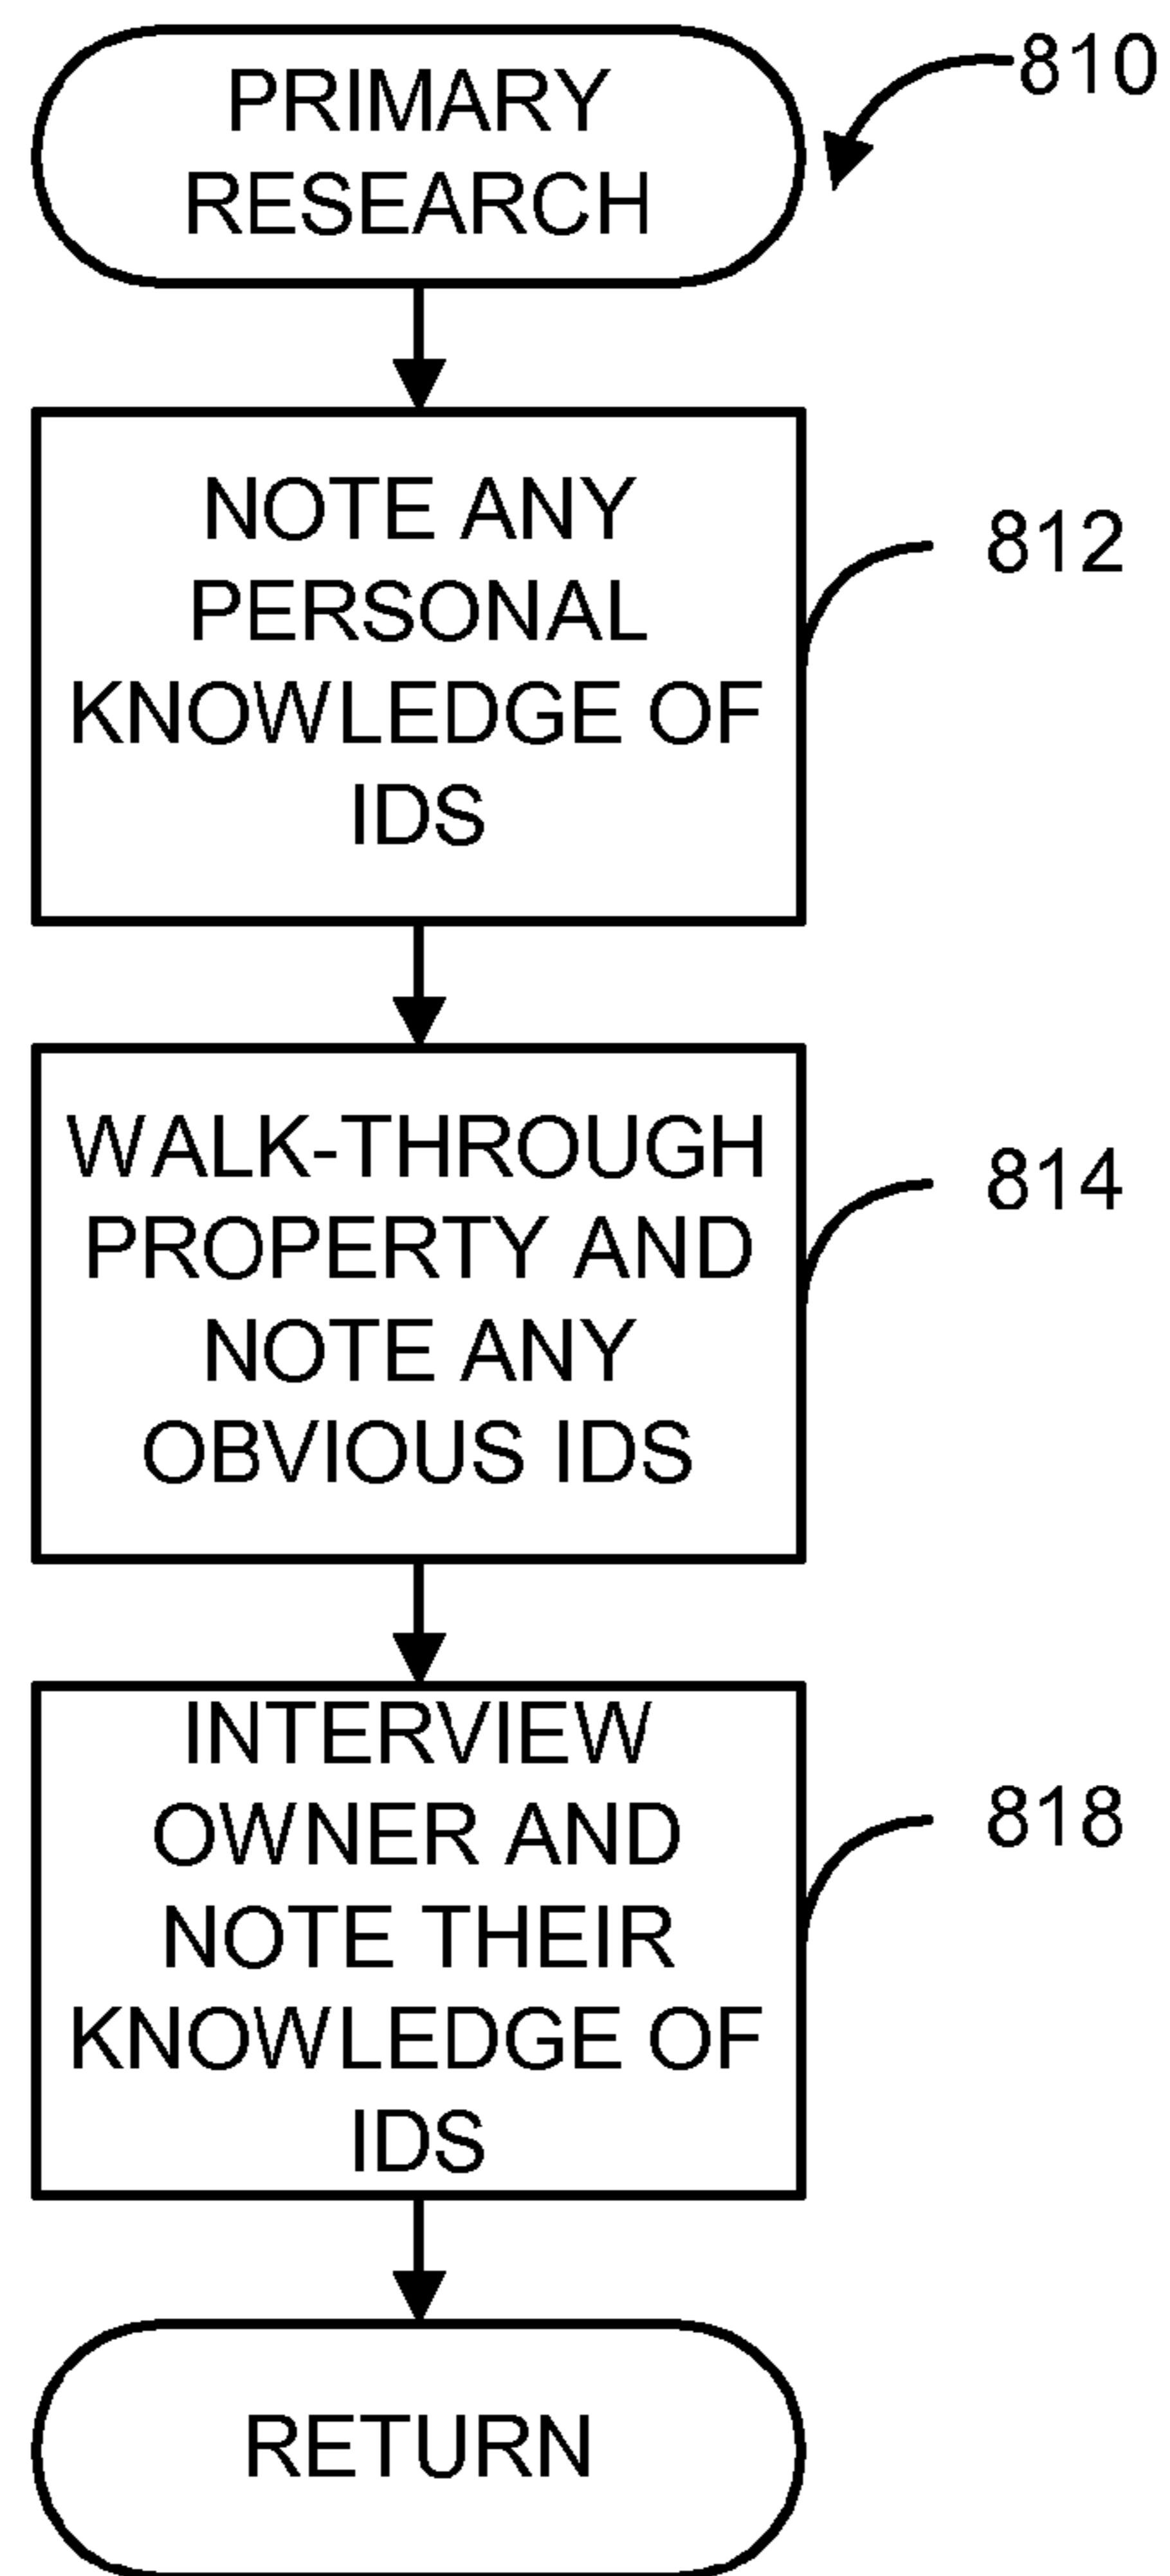 PRIMARY
RESEARCH
810
NOTE ANY
PERSONAL
KNOWLEDGE OF
IDS
812
WALK-THROUGH
PROPERTY AND
NOTE ANY
OBVIOUS IDS
814
INTERVIEW
OWNER AND
NOTE THEIR
KNOWLEDGE OF
IDS
818
RETURN